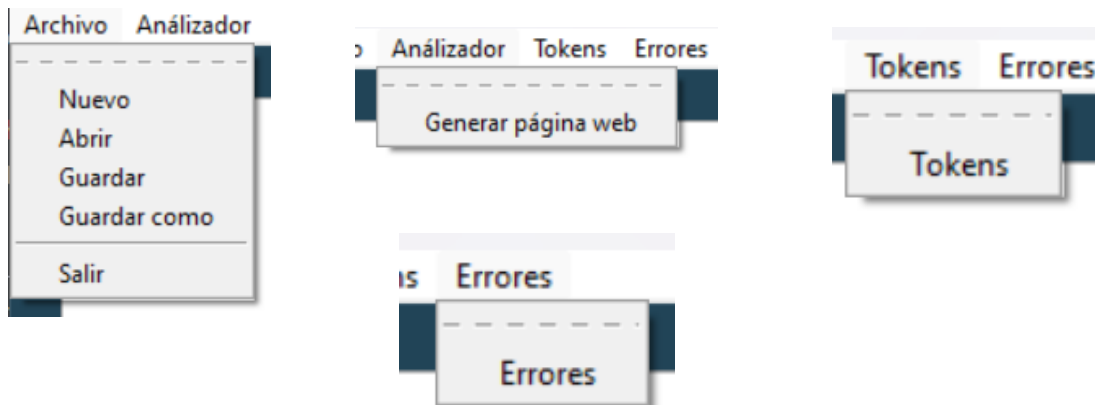 Archivo Análizador
Nuevo
Abrir
Guardar
Guardar como
Salir
Análizador Tokens Errores
Generar página web
Tokens Errores
Tokens
Errores
Errores